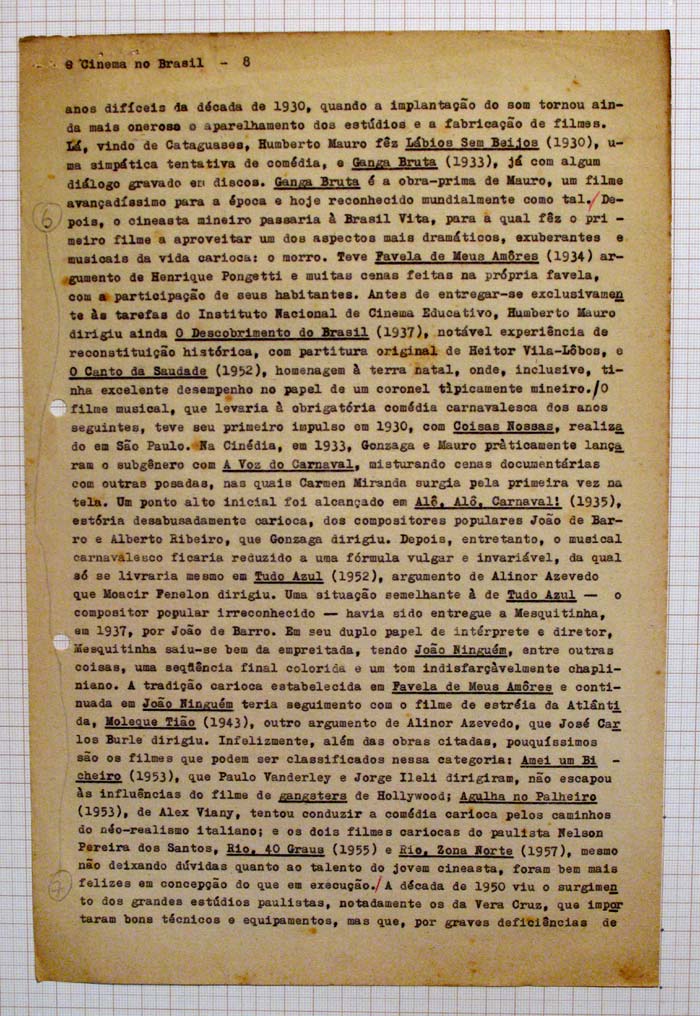 O Cinema no Brasil - 8
anos difíceis da década de 1930, quando a implantação do som tornou ain-
da mais oneroso o aparelhamento dos estúdios e a fabricação de filmes.
Lá, vindo de Cataguases, Humberto Mauro fêz Lábios Sem Beijos (1930), u-
ma simpática tentativa de comédia, e Ganga Bruta (1933), já com algum
diálogo gravado em discos. Ganga Bruta é a obra-prima de Mauro, um filme
avançadíssimo para a época e hoje reconhecido mundialmente como tal./De-
6
pois, o cineasta mineiro passaria à Brasil Vita, para a qual fêz o pri -
meiro filme a aproveitar um dos aspectos mais dramáticos, exuberantes e
musicais da vida carioca: o morro. Teve Favela de Meus Amôres (1934) ar-
gumento de Henrique Pongetti e muitas cenas feitas na própria favela,
com a participação de seus habitantes. Antes de entregar-se exclusivamen
te às tarefas do Instituto Nacional de Cinema Educativo, Humberto Mauro
dirigiu ainda O Descobrimento do Brasil (1937), notável experiência de
reconstituição histórica, com partitura original de Heitor Vila-Lôbos, e
O Canto da Saudade (1952), homenagem à terra natal, onde, inclusive, ti-
nha excelente desempenho no papel de um coronel tìpicamente mineiro./O
filme musical, que levaria à obrigatória comédia carnavalesca dos anos
seguintes, teve seu primeiro impulso em 1930, com Coisas Nossas, realiza
do em São Paulo. Na Cinédia, em 1933, Gonzaga e Mauro pràticamente lança
ram o subgênero com A Voz do Carnaval, misturando cenas documentárias
com outras posadas, nas quais Carmen Miranda surgia pela primeira vez na
tela. Um ponto alto inicial foi alcançado em Alô, Alô, Carnaval! (1935),
estória desabusadamente carioca, dos compositores populares João de Bar-
ro e Alberto Ribeiro, que Gonzaga dirigiu. Depois, entretanto, o musical
carnavalesco ficaria reduzido a uma fórmula vulgar e invariável, da qual
só se livraria mesmo em Tudo Azul (1952), argumento de Alinor Azevedo
que Moacir Fenelon dirigiu. Uma situação semelhante à de Tudo Azul — o
compositor popular irreconhecido — havia sido entregue a Mesquitinha,
em 1937, por João de Barro. Em seu duplo papel de intérprete e diretor,
Mesquitinha saiu-se bem da empreitada, tendo João Ninguém, entre outras
coisas, uma seqüência final colorida e um tom indisfarçàvelmente chapli-
niano. A tradição carioca estabelecida em Favela de Meus Amôres e conti-
nuada em João Ninguém teria seguimento com o filme de estréia da Atlânti
da, Moleque Tião (1943), outro argumento de Alinor Azevedo, que José Car
los Burle dirigiu. Infelizmente, além das obras citadas, pouquíssimos
são os filmes que podem ser classificados nessa categoria: Amei um Bi -
cheiro (1953), que Paulo Vanderley e Jorge Ileli dirigiram, não escapou
às influências do filme de gangsters de Hollywood; Agulha no Palheiro
(1953), de Alex Viany, tentou conduzir a comédia carioca pelos caminhos
do néo-realismo italiano; e os dois filmes cariocas do paulista Nelson
Pereira dos Santos, Rio, 40 Graus (1955) e Rio, Zona Norte (1957), mesmo
não deixando dúvidas quanto ao talento do jovem cineasta, foram bem mais
7
felizes em concepção do que em execução./A década de 1950 viu o surgimen
to dos grandes estúdios paulistas, notadamente os da Vera Cruz, que impor
taram bons técnicos e equipamentos, mas que, por graves deficiências de